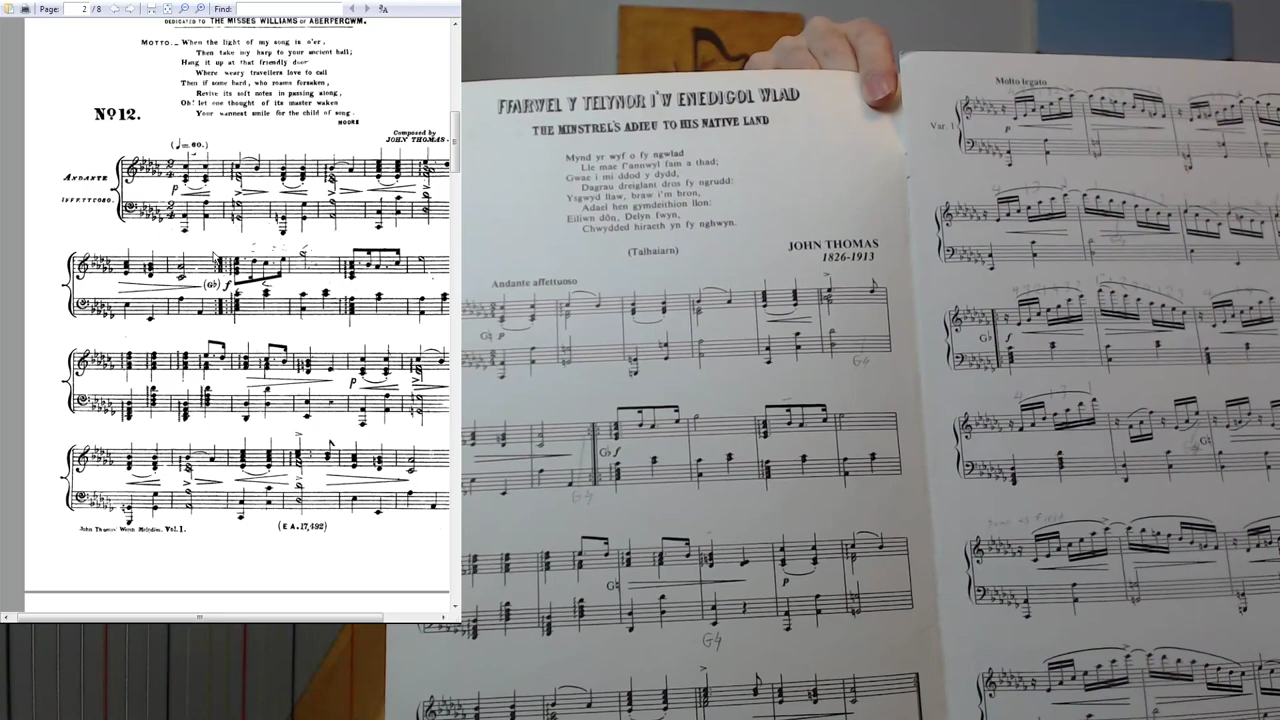 Page: 2 / 8 Find:
DEDICATED TO THE MISSES WILLIAMS OF ABERPERGWM.
MOTTO._ When the light of my song is o'er,
Then take my harp to your ancient hall;
Hang it up at that friendly door
Where weary travellers love to call
Then if some bard, who roams forsaken,
Revive its soft notes in passing along,
Oh! let one thought of its master waken
Your warmest smile for the child of song.
MOORE
No. 12.
Composed by
JOHN THOMAS.
(♩=60.)
ANDANTE
AFFETTUOSO.
p
(G♭) f
p
John Thomas' Welsh Melodies. Vol: I.
(E A.17,492)
FFARWEL Y TELYNOR I'W ENEDIGOL WLAD
THE MINSTREL'S ADIEU TO HIS NATIVE LAND
Mynd yr wyf o fy ngwlad
Lle mae f'annwyl fam a thad;
Gwae i mi ddod y dydd,
Dagrau dreiglant dros fy ngrudd:
Ysgwyd llaw, braw i'm bron,
Adael hen gymdeithion llon:
Eiliwn dôn, Delyn fwyn,
Chwydded hiraeth yn fy nghwyn.
(Talhaiarn)
JOHN THOMAS
1826-1913
Andante affettuoso
G♮ p
G♮
G♭ f
G♮
G♮
p
G♮
Molto legato
Var. 1
p
G♭
f
G♮